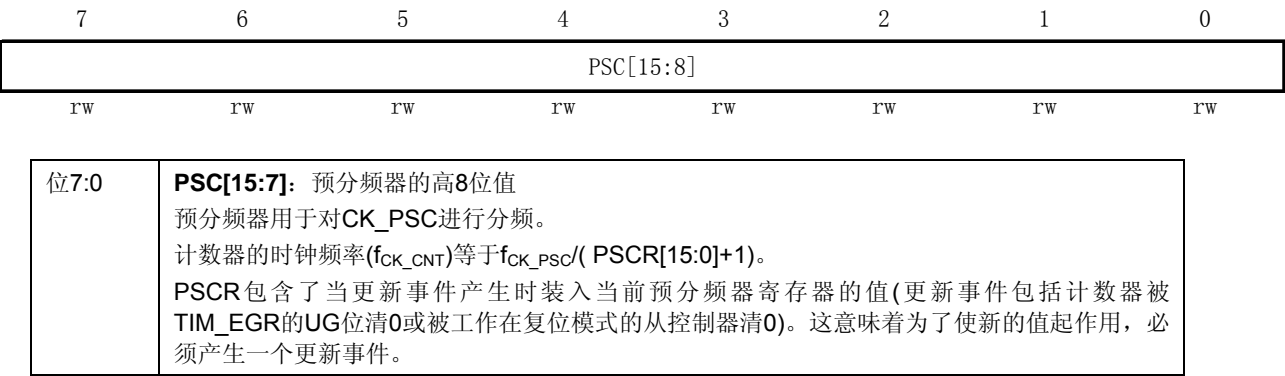 7 6 5 4 3 2 1 0
PSC[15:8]
rw rw rw rw rw rw rw rw
位7:0 PSC[15:7]：预分频器的高8位值
预分频器用于对CK_PSC进行分频。
计数器的时钟频率(fCK_CNT)等于fCK_PSC/( PSCR[15:0]+1)。
PSCR包含了当更新事件产生时装入当前预分频器寄存器的值(更新事件包括计数器被
TIM_EGR的UG位清0或被工作在复位模式的从控制器清0)。这意味着为了使新的值起作用，必
须产生一个更新事件。